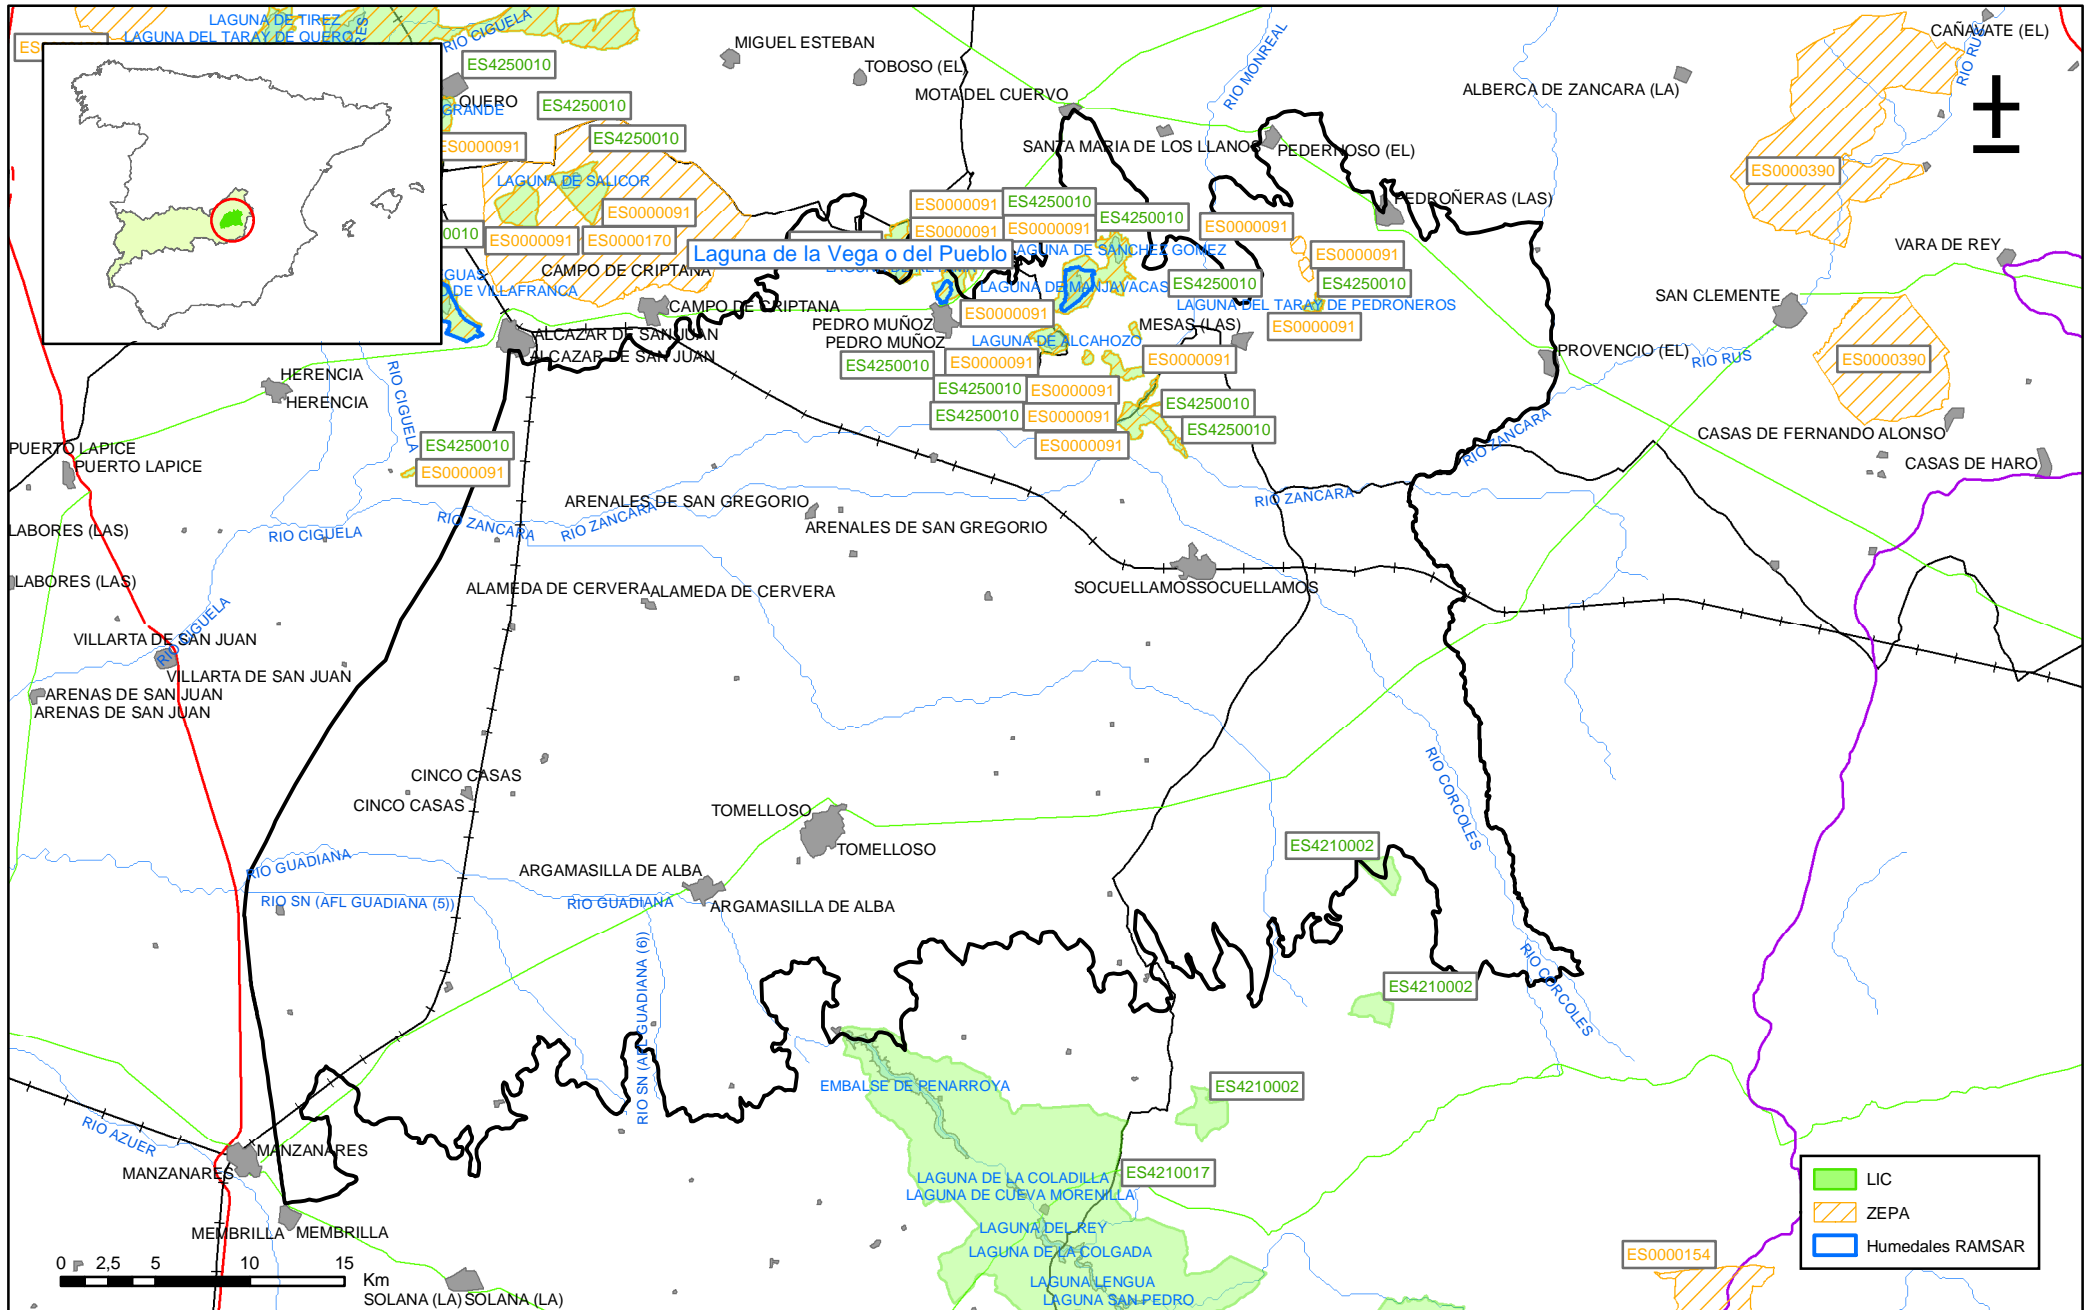 LAGUNA DE TIREZ
LAGUNA DEL TARAY DE QUERO
RIO CIGUELA
MIGUEL ESTEBAN
TOBOSO (EL)
MOTA DEL CUERVO
RIO MONREAL
ALBERCA DE ZANCARA (LA)
CAÑAVATE (EL)
RIO RUS
ES4250010
QUERO
GRANDE
ES4250010
ES4250010
ES0000091
SANTA MARIA DE LOS LLANOS
PEDERNOSO (EL)
ES0000390
LAGUNA DE SALICOR
PEDROÑERAS (LAS)
ES0000091
ES4250010
ES0000091
ES4250010
ES0000091
ES0000091
ES0000091
ES0000091
ES0000170
VARA DE REY
Laguna de la Vega o del Pueblo
LAGUNA DE SANCHEZ GOMEZ
ES0000091
CAMPO DE CRIPTANA
DE VILLAFRANCA
LAGUNA DE MANJAVACAS
ES4250010
ES4250010
SAN CLEMENTE
CAMPO DE CRIPTANA
LAGUNA DEL TARAY DE PEDRONEROS
ES0000091
PEDRO MUÑOZ
MESAS (LAS)
ES0000091
ALCAZAR DE SAN JUAN
PEDRO MUÑOZ
LAGUNA DE ALCAHOZO
ALCAZAR DE SAN JUAN
PROVENCIO (EL)
RIO RUS
ES0000390
ES4250010
ES0000091
ES0000091
HERENCIA
HERENCIA
RIO CIGUELA
ES4250010
ES0000091
ES4250010
ES4250010
ES0000091
ES4250010
ES0000091
RIO ZANCARA
CASAS DE FERNANDO ALONSO
CASAS DE HARO
PUERTO LAPICE
PUERTO LAPICE
ES4250010
ES0000091
ARENALES DE SAN GREGORIO
RIO ZANCARA
ARENALES DE SAN GREGORIO
RIO ZANCARA
RIO ZANCARA
LABORES (LAS)
RIO CIGUELA
LABORES (LAS)
ALAMEDA DE CERVERA
ALAMEDA DE CERVERA
SOCUELLAMOS
SOCUELLAMOS
RIO CIGUELA
VILLARTA DE SAN JUAN
VILLARTA DE SAN JUAN
ARENAS DE SAN JUAN
ARENAS DE SAN JUAN
CINCO CASAS
CINCO CASAS
TOMELLOSO
TOMELLOSO
RIO CORCOLES
ES4210002
RIO GUADIANA
ARGAMASILLA DE ALBA
RIO SN (AFL GUADIANA (5))
RIO GUADIANA
ARGAMASILLA DE ALBA
RIO SN (AFL GUADIANA (6))
RIO CORCOLES
ES4210002
EMBALSE DE PENARROYA
ES4210002
RIO AZUER
MANZANARES
MANZANARES
LAGUNA DE LA COLADILLA
ES4210017
LAGUNA DE CUEVA MORENILLA
LIC
ZEPA
Humedales RAMSAR
MEMBRILLA
MEMBRILLA
LAGUNA DEL REY
LAGUNA DE LA COLGADA
ES0000154
0 2,5 5 10 15
Km
LAGUNA LENGUA
SOLANA (LA)
SOLANA (LA)
LAGUNA SAN PEDRO